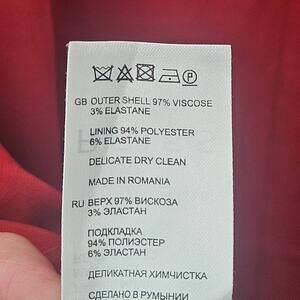 P
GB OUTER SHELL 97% VISCOSE
3% ELASTANE
LINING 94% POLYESTER
6% ELASTANE
DELICATE DRY CLEAN
MADE IN ROMANIA
RU ВЕРХ 97% ВИСКОЗА
3% ЭЛАСТАН
ПОДКЛАДКА
94% ПОЛИЭСТЕР
6% ЭЛАСТАН
ДЕЛИКАТНАЯ ХИМЧИСТКА
СДЕЛАНО В РУМЫНИИ